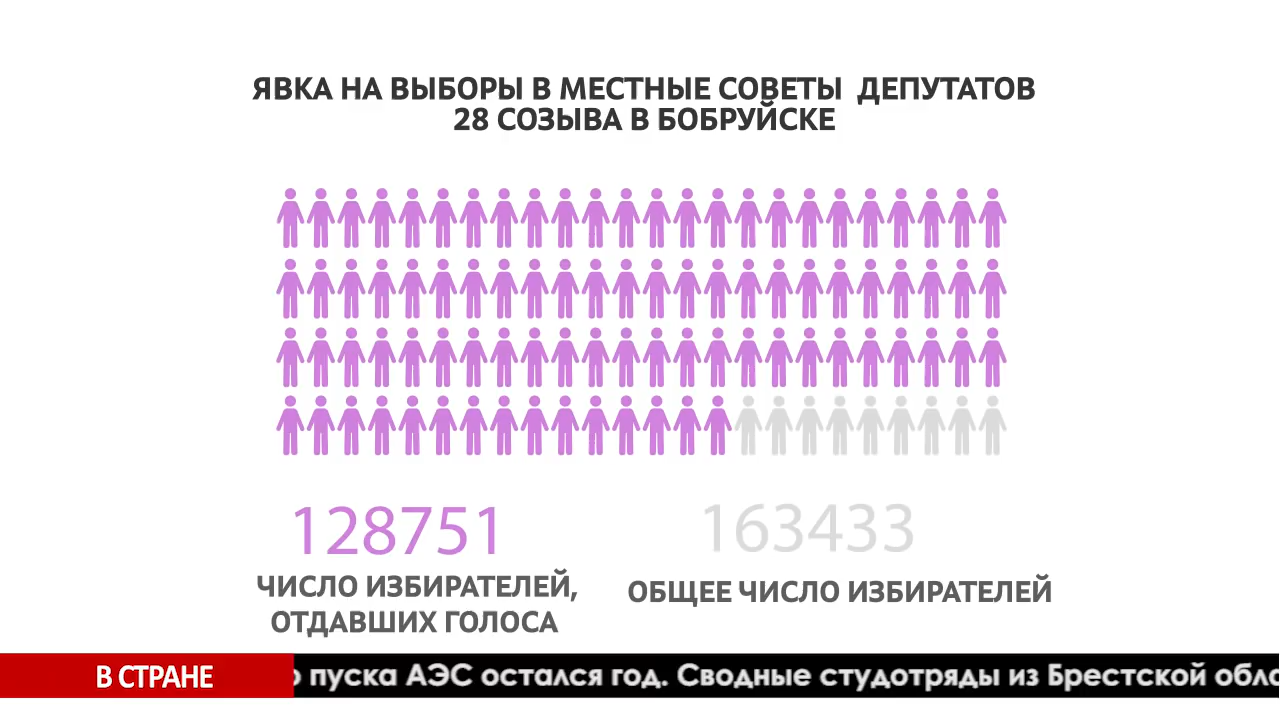 ЯВКА НА ВЫБОРЫ В МЕСТНЫЕ СОВЕТЫ ДЕПУТАТОВ
28 СОЗЫВА В БОБРУЙСКЕ
128751
163433
ЧИСЛО ИЗБИРАТЕЛЕЙ,
ОТДАВШИХ ГОЛОСА
ОБЩЕЕ ЧИСЛО ИЗБИРАТЕЛЕЙ
В СТРАНЕ
пуска АЭС остался год. Сводные студотряды из Брестской